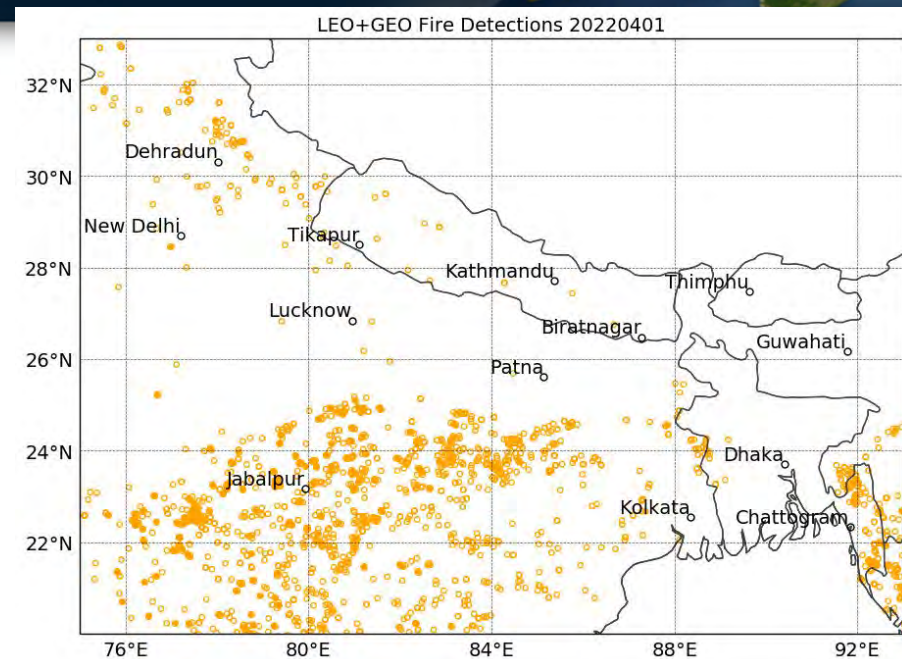 LEO+GEO Fire Detections 20220401
32°N
Dehradun
30°N
New Delhi
Tikapur
28°N
Kathmandu
Thimphu
Lucknow
Biratnagar
Guwahati
26°N
Patna
24°N
Dhaka
Jabalpur
Kolkata
Chattogram
22°N
76°E 80°E 84°E 88°E 92°E